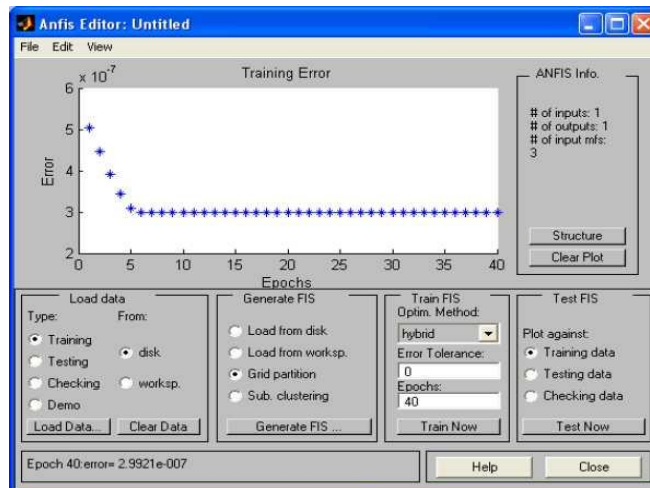 Anfis Editor: Untitled
File Edit View
Training Error
x 10^-7
6
5
4
3
2
Error
0 5 10 15 20 25 30 35 40
Epochs
ANFIS Info.
# of inputs: 1
# of outputs: 1
# of input mfs:
3
Structure
Clear Plot
Load data
Type: From:
Training
Testing
Checking
Demo
disk
worksp.
Load Data... Clear Data
Generate FIS
Load from disk
Load from worksp.
Grid partition
Sub. clustering
Generate FIS ...
Train FIS
Optim. Method:
hybrid
Error Tolerance:
0
Epochs:
40
Train Now
Test FIS
Plot against:
Training data
Testing data
Checking data
Test Now
Epoch 40:error= 2.9921e-007
Help Close